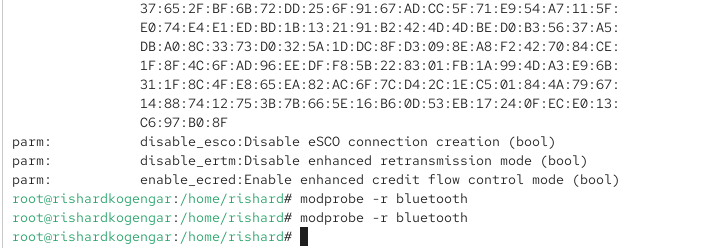 37:65:2F:BF:6B:72:DD:25:6F:91:67:AD:CC:5F:71:E9:54:A7:11:5F:
E0:74:E4:E1:ED:BD:1B:13:21:91:B2:42:4D:4D:BE:D0:B3:56:37:A5:
DB:A0:8C:33:73:D0:32:5A:1D:DC:8F:D3:09:8E:A8:F2:42:70:84:CE:
1F:8F:4C:6F:AD:96:EE:DF:F8:5B:22:83:01:FB:1A:99:4D:A3:E9:6B:
31:1F:8C:4F:E8:65:EA:82:AC:6F:7C:D4:2C:1E:C5:01:84:4A:79:67:
14:88:74:12:75:3B:7B:66:5E:16:B6:0D:53:EB:17:24:0F:EC:E0:13:
C6:97:B0:8F
parm: disable_esco:Disable eSCO connection creation (bool)
parm: disable_ertm:Disable enhanced retransmission mode (bool)
parm: enable_ecred:Enable enhanced credit flow control mode (bool)
root@rishardkogengar:/home/rishard# modprobe -r bluetooth
root@rishardkogengar:/home/rishard# modprobe -r bluetooth
root@rishardkogengar:/home/rishard#